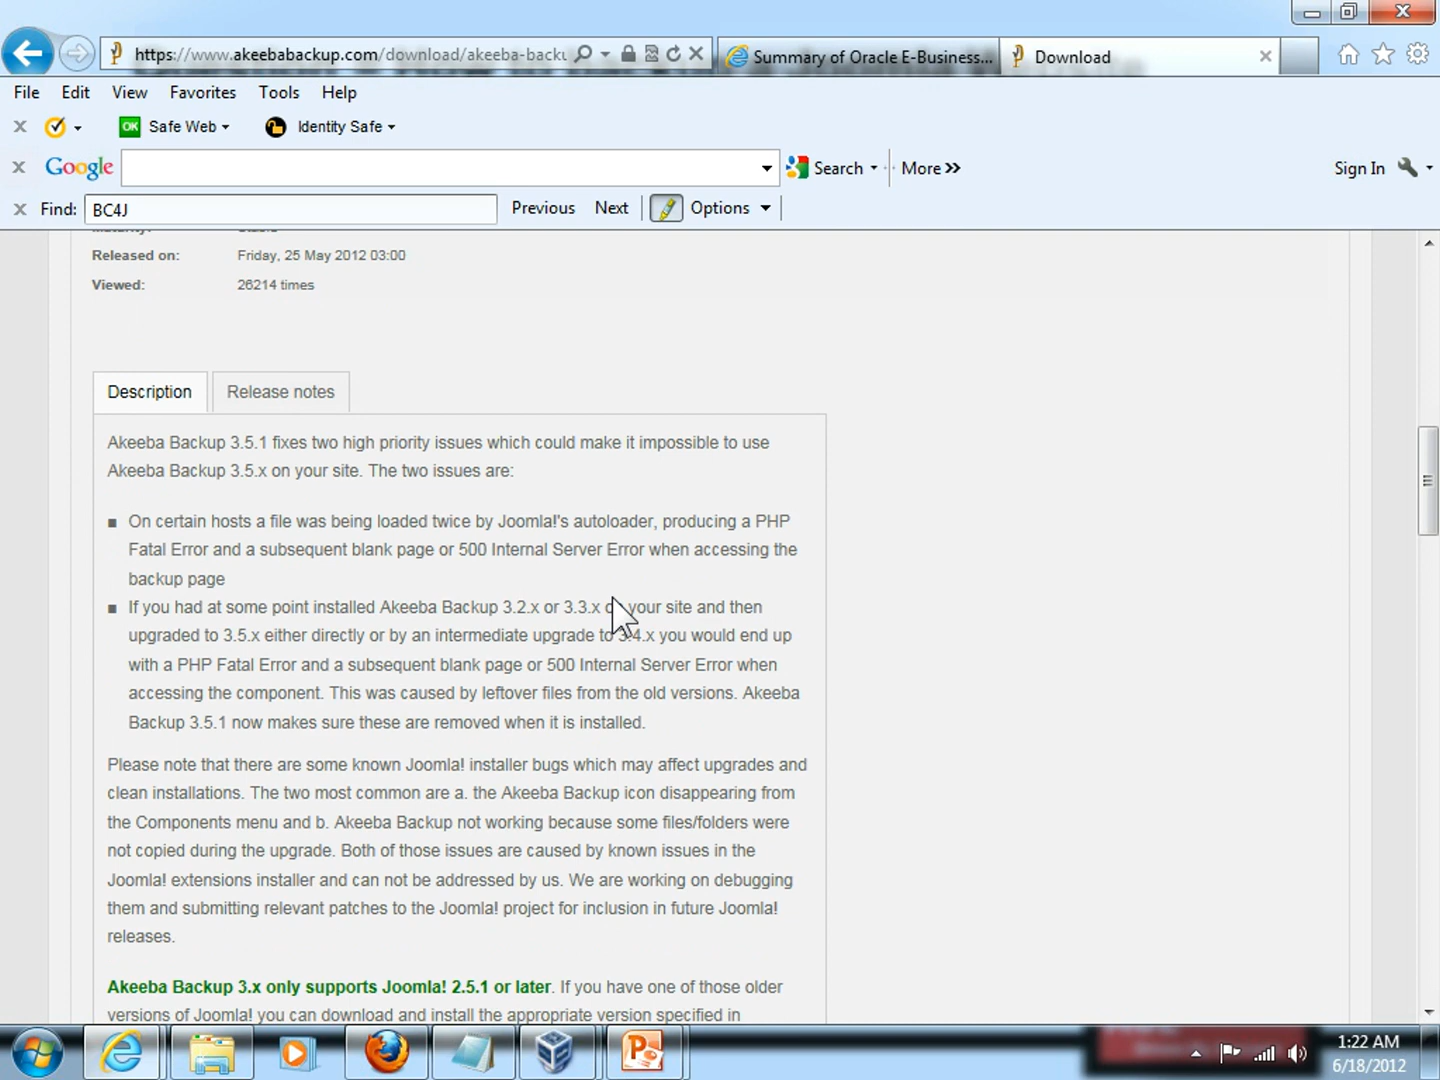 https://www.akeebabackup.com/download/akeeba-backu
Summary of Oracle E-Business...
Download
File Edit View Favorites Tools Help
OK Safe Web Identity Safe
Google Search More Sign In
Find: BC4J Previous Next Options
Released on: Friday, 25 May 2012 03:00
Viewed: 26214 times
Description Release notes
Akeeba Backup 3.5.1 fixes two high priority issues which could make it impossible to use
Akeeba Backup 3.5.x on your site. The two issues are:
On certain hosts a file was being loaded twice by Joomla!'s autoloader, producing a PHP
Fatal Error and a subsequent blank page or 500 Internal Server Error when accessing the
backup page
If you had at some point installed Akeeba Backup 3.2.x or 3.3.x your site and then
upgraded to 3.5.x either directly or by an intermediate upgrade to 3.4.x you would end up
with a PHP Fatal Error and a subsequent blank page or 500 Internal Server Error when
accessing the component. This was caused by leftover files from the old versions. Akeeba
Backup 3.5.1 now makes sure these are removed when it is installed.
Please note that there are some known Joomla! installer bugs which may affect upgrades and
clean installations. The two most common are a. the Akeeba Backup icon disappearing from
the Components menu and b. Akeeba Backup not working because some files/folders were
not copied during the upgrade. Both of those issues are caused by known issues in the
Joomla! extensions installer and can not be addressed by us. We are working on debugging
them and submitting relevant patches to the Joomla! project for inclusion in future Joomla!
releases.
Akeeba Backup 3.x only supports Joomla! 2.5.1 or later. If you have one of those older
versions of Joomla! you can download and install the appropriate version specified in
1:22 AM
6/18/2012